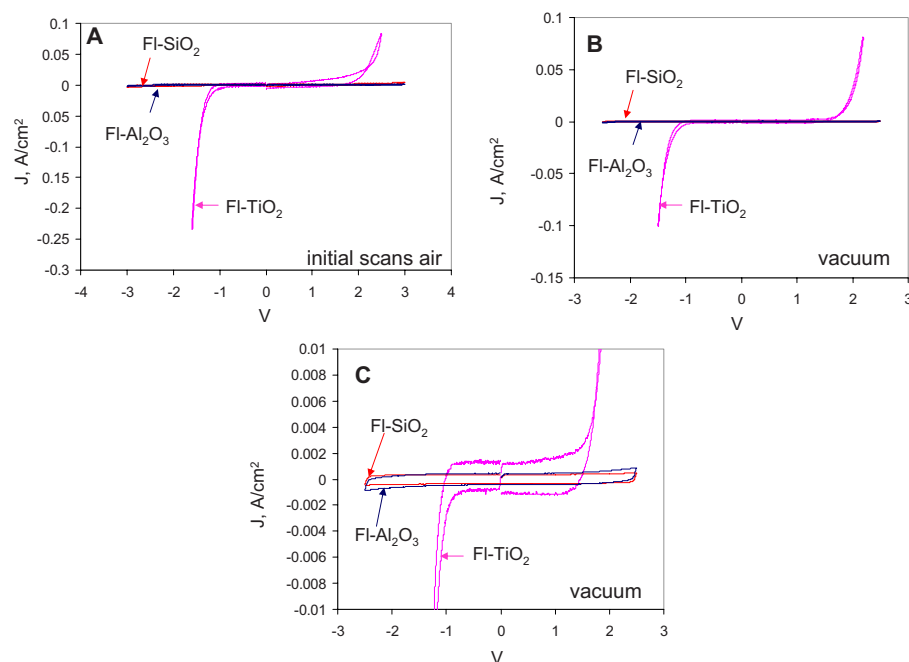 A
Fl-SiO2
Fl-Al2O3
Fl-TiO2
initial scans air
J, A/cm2
0.1
0.05
0
-0.05
-0.1
-0.15
-0.2
-0.25
-0.3
-4 -3 -2 -1 0 1 2 3 4
V
B
Fl-SiO2
Fl-Al2O3
Fl-TiO2
vacuum
J, A/cm2
0.1
0.05
0
-0.05
-0.1
-0.15
-3 -2 -1 0 1 2 3
V
C
Fl-SiO2
Fl-Al2O3
Fl-TiO2
vacuum
J, A/cm2
0.01
0.008
0.006
0.004
0.002
0
-0.002
-0.004
-0.006
-0.008
-0.01
-3 -2 -1 0 1 2 3
V